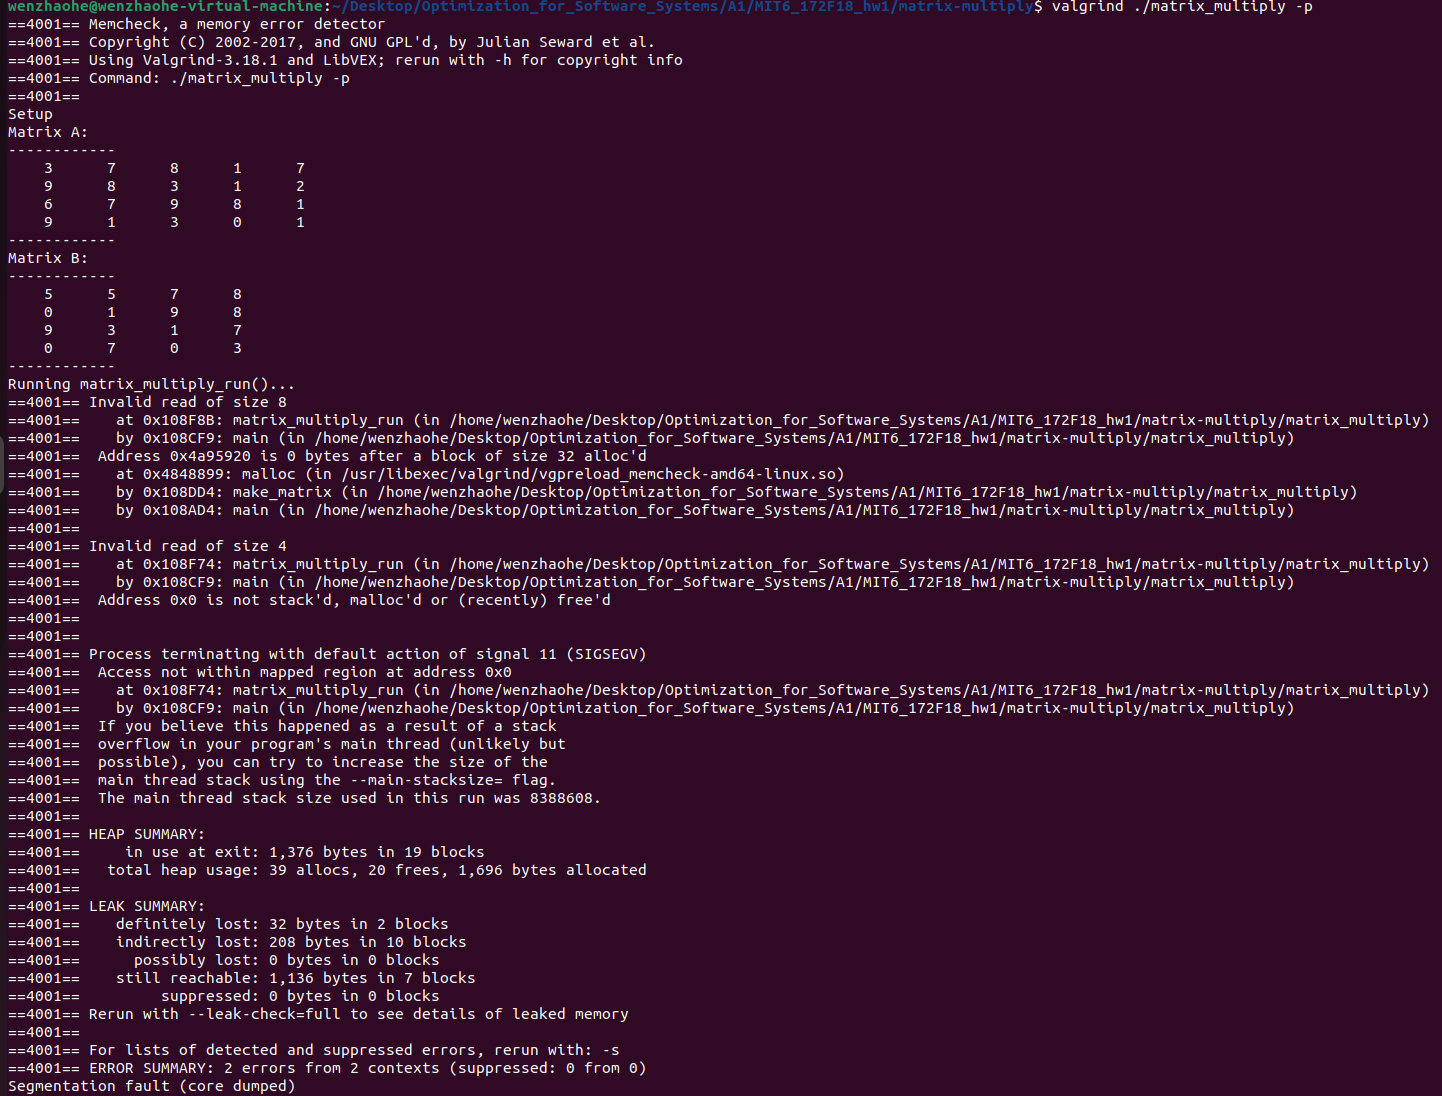 wenzhaohe@wenzhaohe-virtual-machine:~/Desktop/Optimization_for_Software_Systems/A1/MIT6_172F18_hw1/matrix-multiply$ valgrind ./matrix_multiply -p
==4001== Memcheck, a memory error detector
==4001== Copyright (C) 2002-2017, and GNU GPL'd, by Julian Seward et al.
==4001== Using Valgrind-3.18.1 and LibVEX; rerun with -h for copyright info
==4001== Command: ./matrix_multiply -p
==4001==
Setup
Matrix A:
------------
    3      7      8      1      7
    9      8      3      1      2
    6      7      9      8      1
    9      1      3      0      1
------------
Matrix B:
------------
    5      5      7      8
    0      1      9      8
    9      3      1      7
    0      7      0      3
------------
Running matrix_multiply_run()...
==4001== Invalid read of size 8
==4001==    at 0x108F8B: matrix_multiply_run (in /home/wenzhaohe/Desktop/Optimization_for_Software_Systems/A1/MIT6_172F18_hw1/matrix-multiply/matrix_multiply)
==4001==    by 0x108CF9: main (in /home/wenzhaohe/Desktop/Optimization_for_Software_Systems/A1/MIT6_172F18_hw1/matrix-multiply/matrix_multiply)
==4001==  Address 0x4a95920 is 0 bytes after a block of size 32 alloc'd
==4001==    at 0x4848899: malloc (in /usr/libexec/valgrind/vgpreload_memcheck-amd64-linux.so)
==4001==    by 0x108DD4: make_matrix (in /home/wenzhaohe/Desktop/Optimization_for_Software_Systems/A1/MIT6_172F18_hw1/matrix-multiply/matrix_multiply)
==4001==    by 0x108AD4: main (in /home/wenzhaohe/Desktop/Optimization_for_Software_Systems/A1/MIT6_172F18_hw1/matrix-multiply/matrix_multiply)
==4001==
==4001== Invalid read of size 4
==4001==    at 0x108F74: matrix_multiply_run (in /home/wenzhaohe/Desktop/Optimization_for_Software_Systems/A1/MIT6_172F18_hw1/matrix-multiply/matrix_multiply)
==4001==    by 0x108CF9: main (in /home/wenzhaohe/Desktop/Optimization_for_Software_Systems/A1/MIT6_172F18_hw1/matrix-multiply/matrix_multiply)
==4001==  Address 0x0 is not stack'd, malloc'd or (recently) free'd
==4001==
==4001==
==4001== Process terminating with default action of signal 11 (SIGSEGV)
==4001==  Access not within mapped region at address 0x0
==4001==    at 0x108F74: matrix_multiply_run (in /home/wenzhaohe/Desktop/Optimization_for_Software_Systems/A1/MIT6_172F18_hw1/matrix-multiply/matrix_multiply)
==4001==    by 0x108CF9: main (in /home/wenzhaohe/Desktop/Optimization_for_Software_Systems/A1/MIT6_172F18_hw1/matrix-multiply/matrix_multiply)
==4001==  If you believe this happened as a result of a stack
==4001==  overflow in your program's main thread (unlikely but
==4001==  possible), you can try to increase the size of the
==4001==  main thread stack using the --main-stacksize= flag.
==4001==  The main thread stack size used in this run was 8388608.
==4001==
==4001== HEAP SUMMARY:
==4001==     in use at exit: 1,376 bytes in 19 blocks
==4001==   total heap usage: 39 allocs, 20 frees, 1,696 bytes allocated
==4001==
==4001== LEAK SUMMARY:
==4001==    definitely lost: 32 bytes in 2 blocks
==4001==    indirectly lost: 208 bytes in 10 blocks
==4001==      possibly lost: 0 bytes in 0 blocks
==4001==    still reachable: 1,136 bytes in 7 blocks
==4001==         suppressed: 0 bytes in 0 blocks
==4001== Rerun with --leak-check=full to see details of leaked memory
==4001==
==4001== For lists of detected and suppressed errors, rerun with: -s
==4001== ERROR SUMMARY: 2 errors from 2 contexts (suppressed: 0 from 0)
Segmentation fault (core dumped)